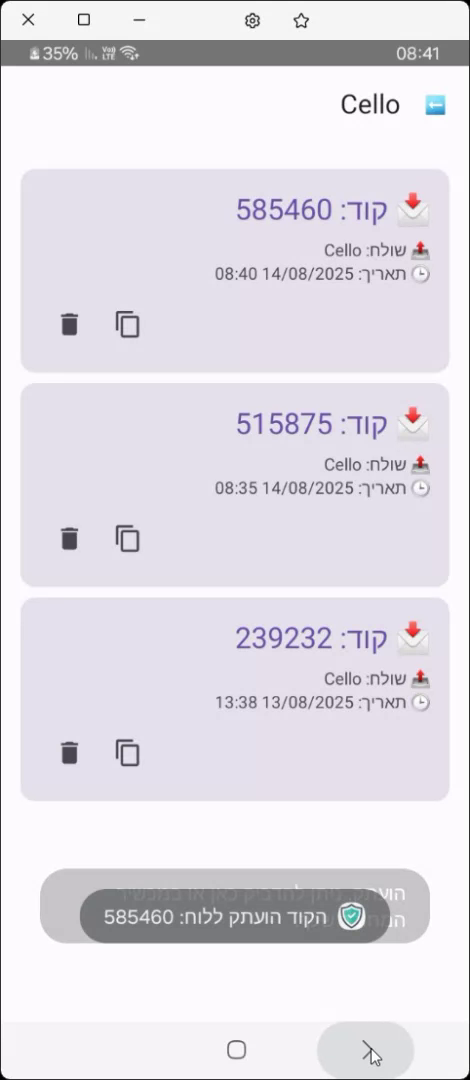 35%
08:41
Cello
קוד: 585460
שולח: Cello
תאריך: 14/08/2025 08:40
קוד: 515875
שולח: Cello
תאריך: 14/08/2025 08:35
קוד: 239232
שולח: Cello
תאריך: 13/08/2025 13:38
הקוד הועתק ללוח: 585460